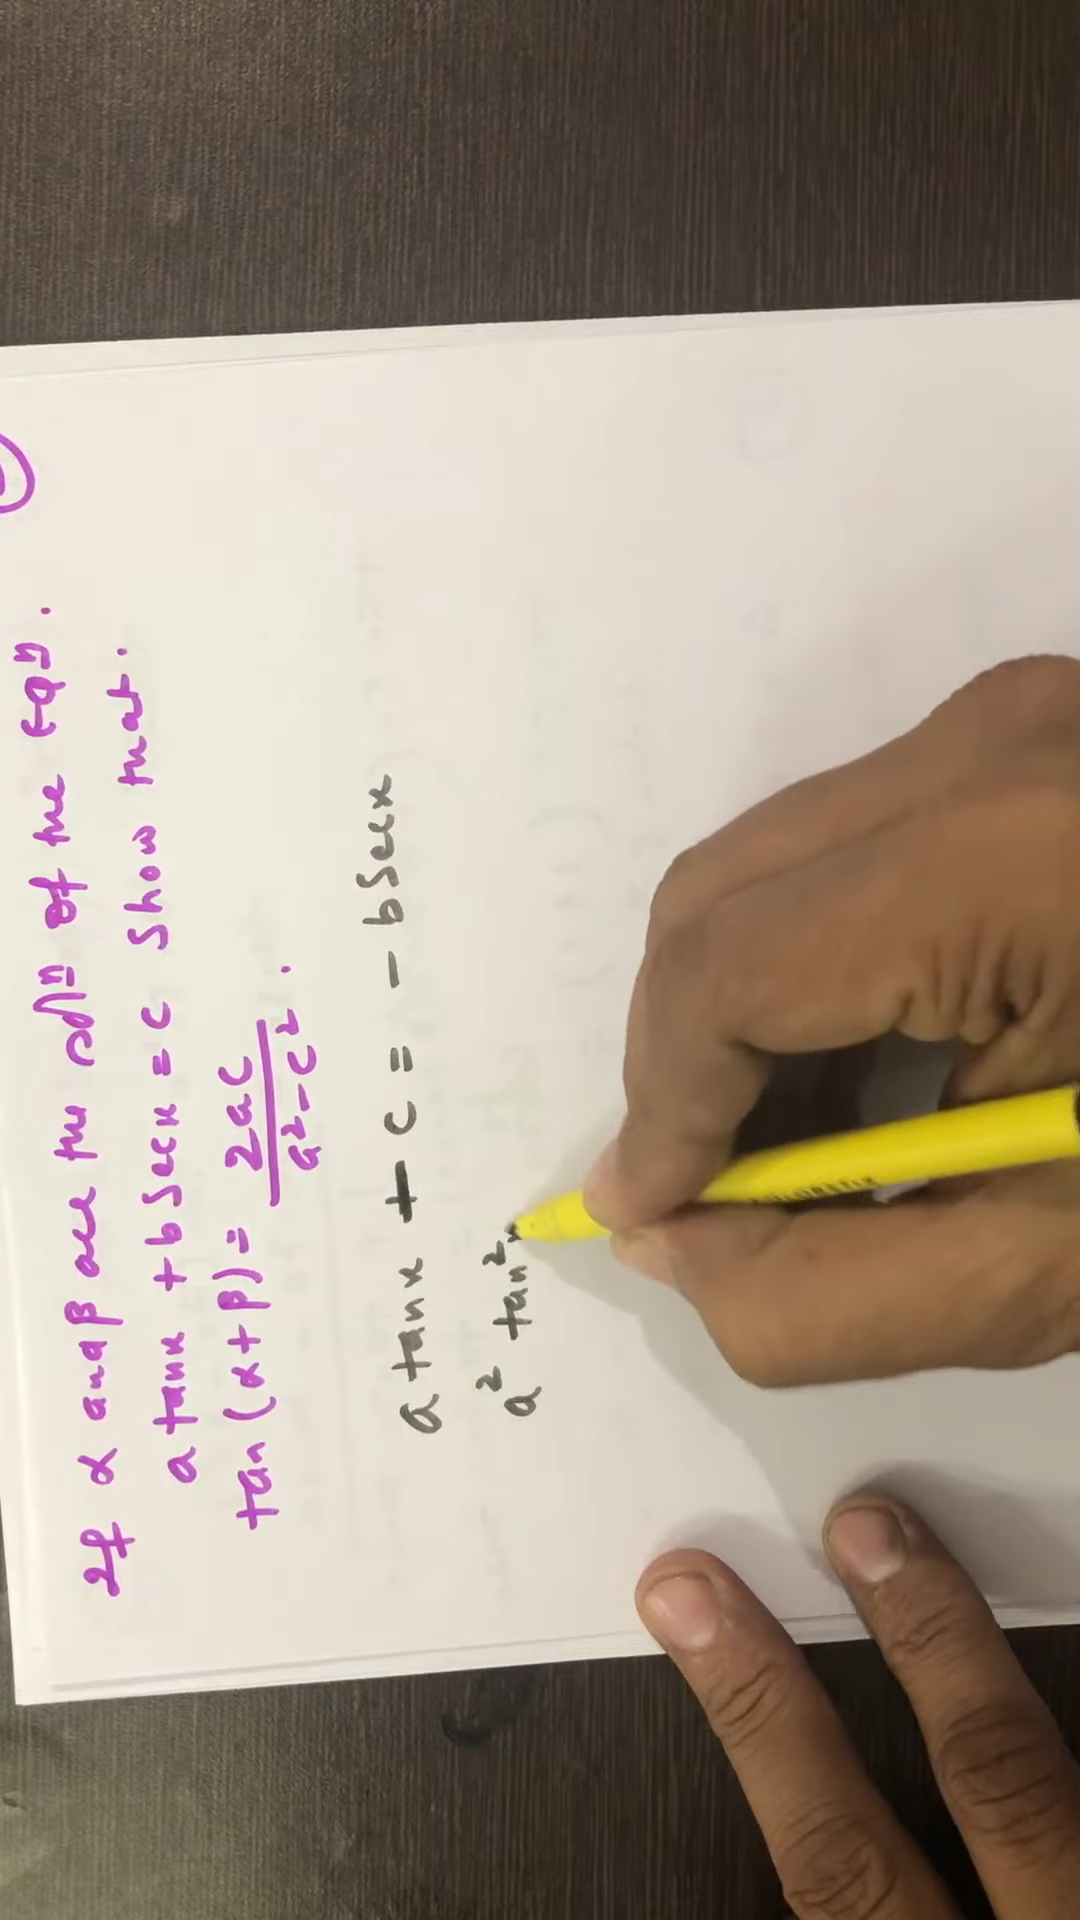 If α and β are the solⁿ of the Eqⁿ.
a tanx + b Secx = c Show that.
tan(α+β) = 2ac / a² - c² .
a tanx + c = - b Secx
a² tan² x